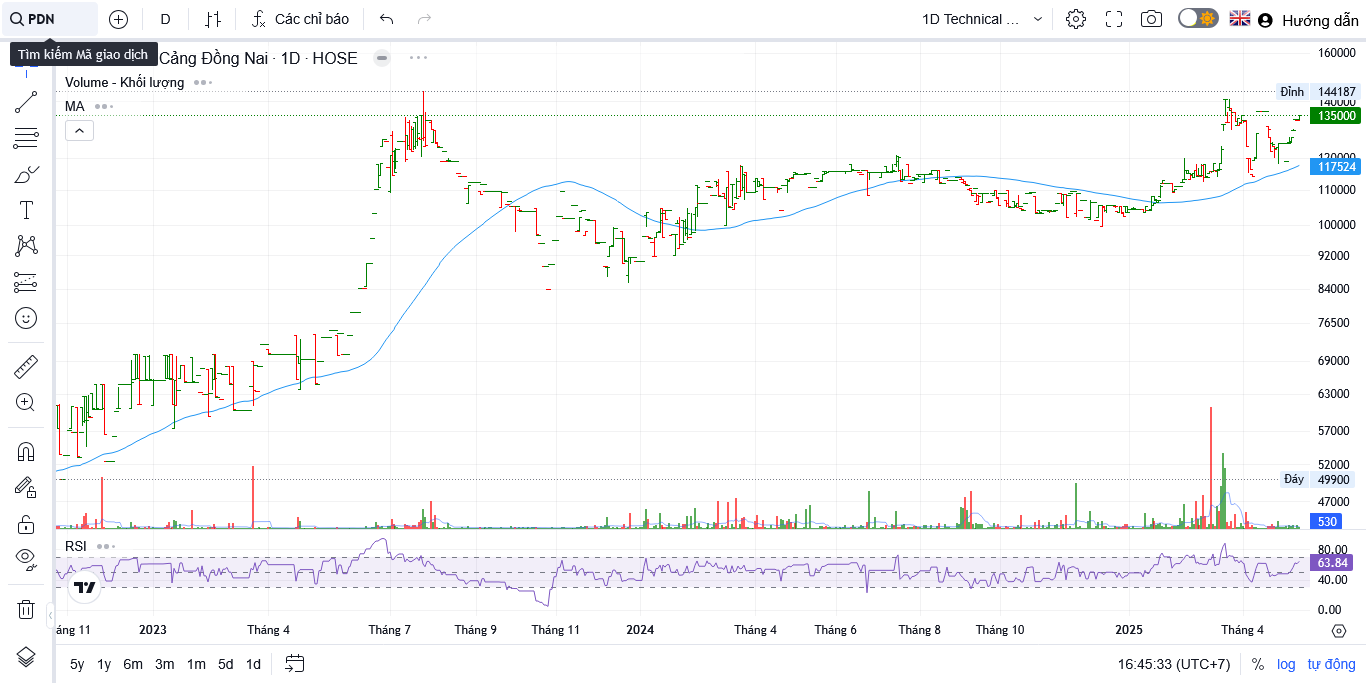 PDN
D
Các chỉ báo
1D Technical ...
Hướng dẫn
Tìm kiếm Mã giao dịch
Cảng Đồng Nai · 1D · HOSE
Volume - Khối lượng
MA
160000
Đỉnh 144187
140000
135000
120000
117524
110000
100000
92000
84000
76500
69000
63000
57000
52000
Đáy 49900
47000
530
RSI
80.00
63.84
40.00
0.00
áng 11 2023 Tháng 4 Tháng 7 Tháng 9 Tháng 11 2024 Tháng 4 Tháng 6 Tháng 8 Tháng 10 2025 Tháng 4
5y 1y 6m 3m 1m 5d 1d
16:45:33 (UTC+7) % log tự động